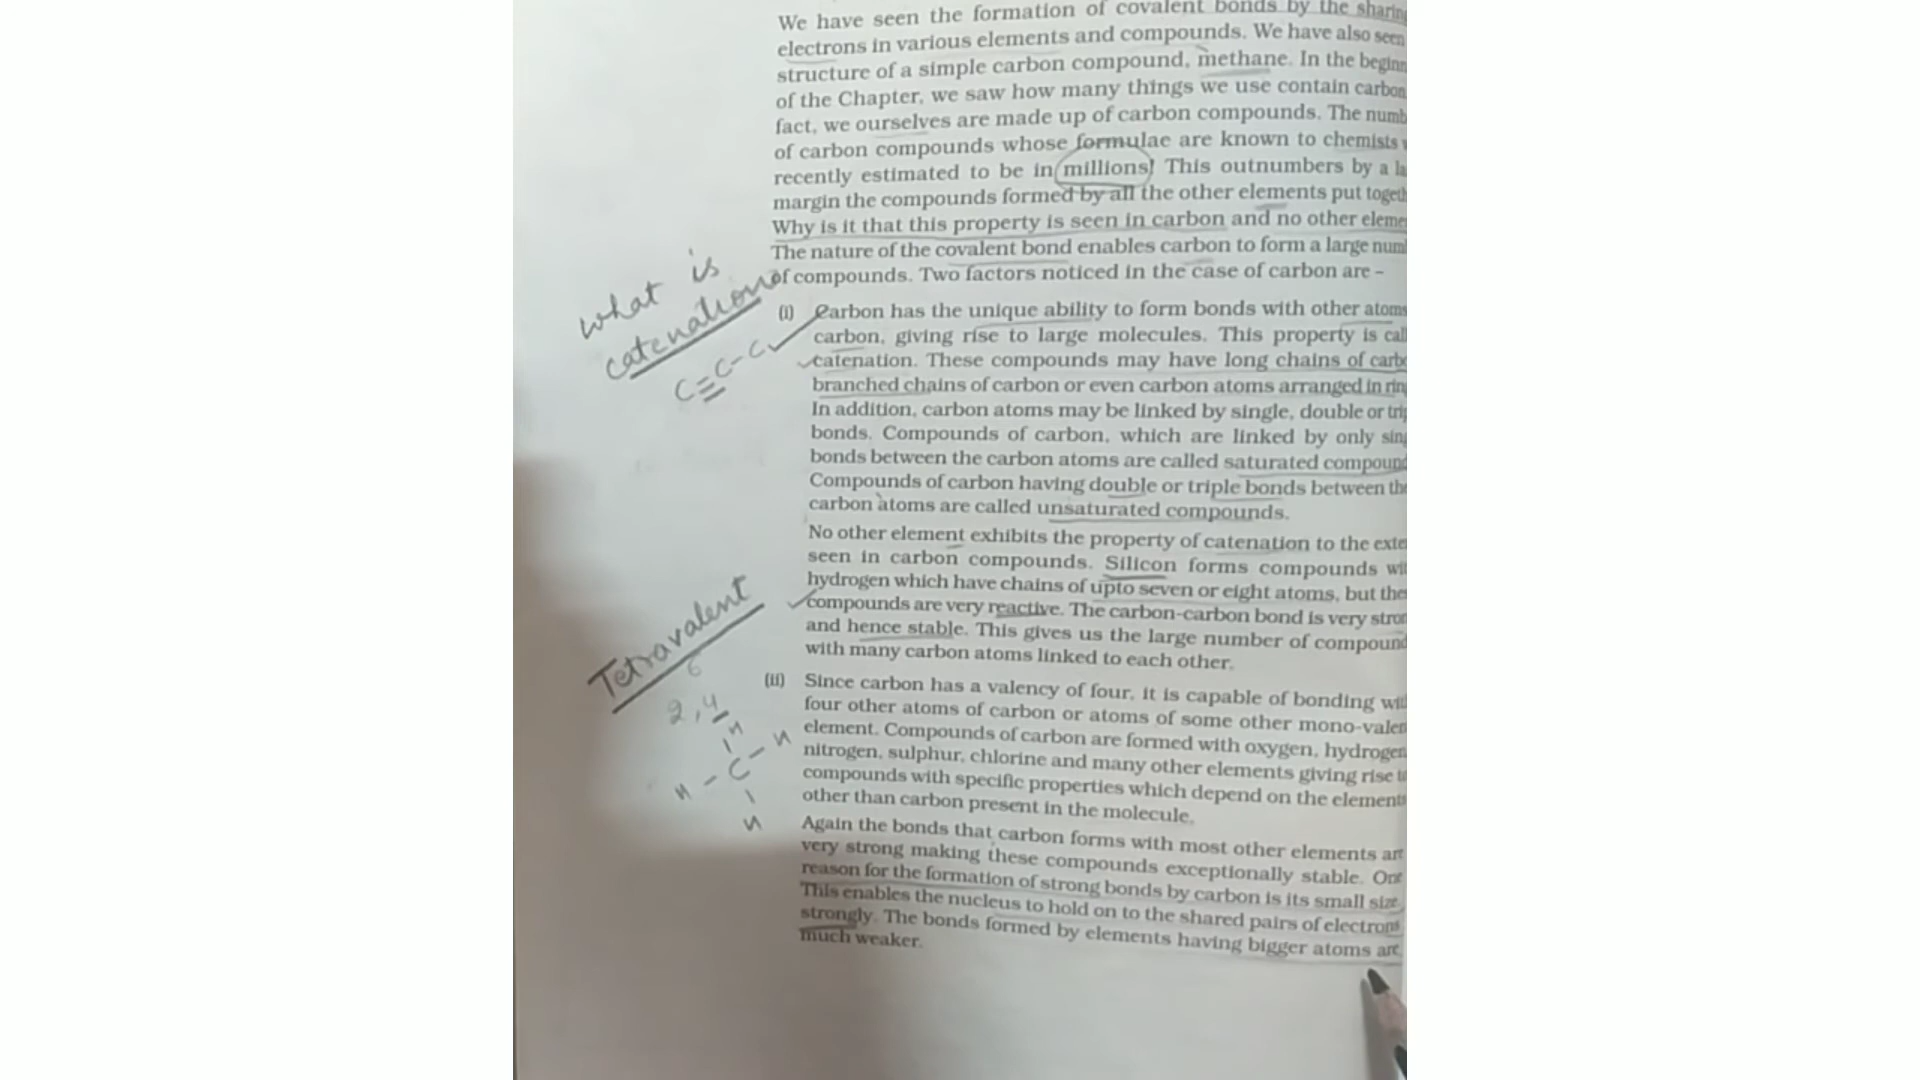 We have seen the formation of covalent bonds by the sharing
electrons in various elements and compounds. We have also seen
structure of a simple carbon compound, methane. In the beginn
of the Chapter, we saw how many things we use contain carbon
fact, we ourselves are made up of carbon compounds. The numb
of carbon compounds whose formulae are known to chemists
recently estimated to be in millions! This outnumbers by a la
margin the compounds formed by all the other elements put togeth
Why is it that this property is seen in carbon and no other eleme
The nature of the covalent bond enables carbon to form a large num
of compounds. Two factors noticed in the case of carbon are –
what is
catenation
C=C-C
(i) Carbon has the unique ability to form bonds with other atoms
carbon, giving rise to large molecules. This property is call
catenation. These compounds may have long chains of carbo
branched chains of carbon or even carbon atoms arranged in rin
In addition, carbon atoms may be linked by single, double or trip
bonds. Compounds of carbon, which are linked by only sing
bonds between the carbon atoms are called saturated compound
Compounds of carbon having double or triple bonds between the
carbon atoms are called unsaturated compounds.
No other element exhibits the property of catenation to the exte
seen in carbon compounds. Silicon forms compounds wit
hydrogen which have chains of upto seven or eight atoms, but the
compounds are very reactive. The carbon-carbon bond is very stron
and hence stable. This gives us the large number of compound
with many carbon atoms linked to each other.
Tetravalent
6
2,4
H
H
H - C
H
(ii) Since carbon has a valency of four, it is capable of bonding wit
four other atoms of carbon or atoms of some other mono-valen
element. Compounds of carbon are formed with oxygen, hydrogen
nitrogen, sulphur, chlorine and many other elements giving rise t
compounds with specific properties which depend on the elements
other than carbon present in the molecule.
Again the bonds that carbon forms with most other elements are
very strong making these compounds exceptionally stable. One
reason for the formation of strong bonds by carbon is its small size.
This enables the nucleus to hold on to the shared pairs of electrons
strongly. The bonds formed by elements having bigger atoms are
much weaker.